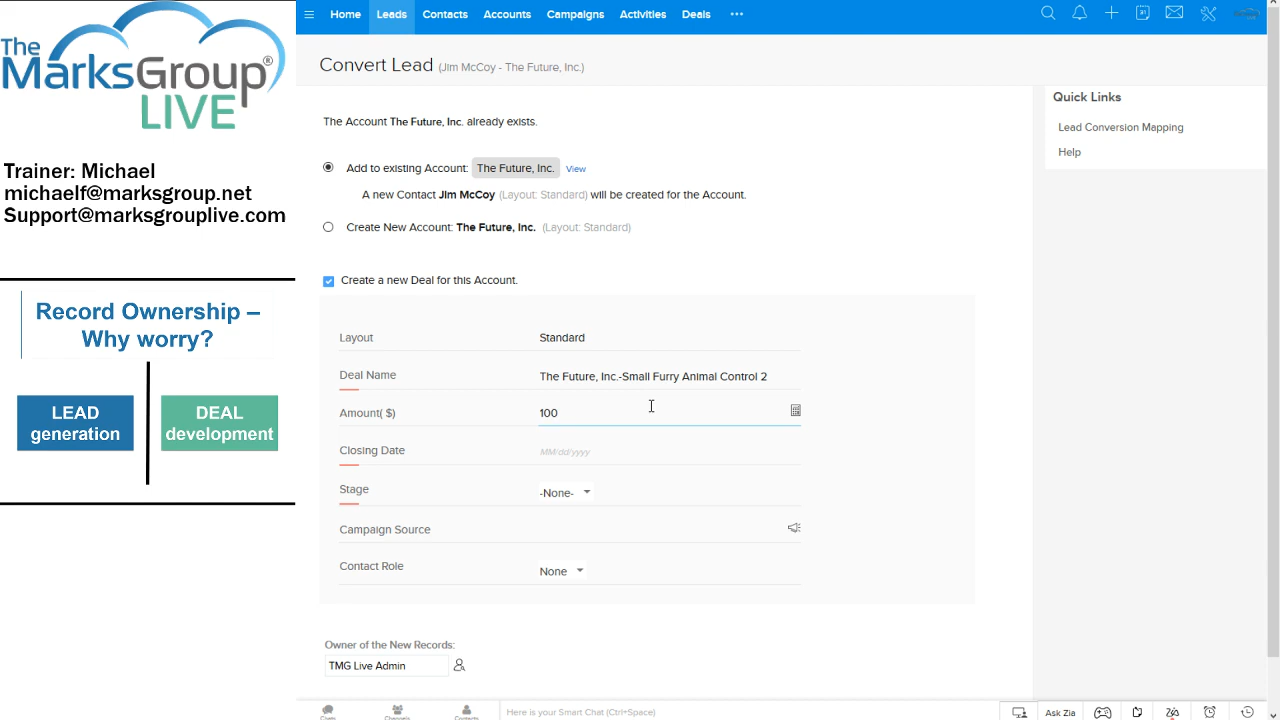 The
MarksGroup®
LIVE
Trainer: Michael
michaelf@marksgroup.net
Support@marksgrouplive.com
Record Ownership –
Why worry?
LEAD
generation
DEAL
development
Home Leads Contacts Accounts Campaigns Activities Deals •••
31
Convert Lead (Jim McCoy - The Future, Inc.)
The Account The Future, Inc. already exists.
Add to existing Account: The Future, Inc. View
A new Contact Jim McCoy (Layout: Standard) will be created for the Account.
Create New Account: The Future, Inc. (Layout: Standard)
Create a new Deal for this Account.
Layout Standard
Deal Name The Future, Inc.-Small Furry Animal Control 2
Amount( $) 100
Closing Date MM/dd/yyyy
Stage -None-
Campaign Source
Contact Role None
Owner of the New Records:
TMG Live Admin
Quick Links
Lead Conversion Mapping
Help
Chats Channels Contacts Here is your Smart Chat (Ctrl+Space) Ask Zia